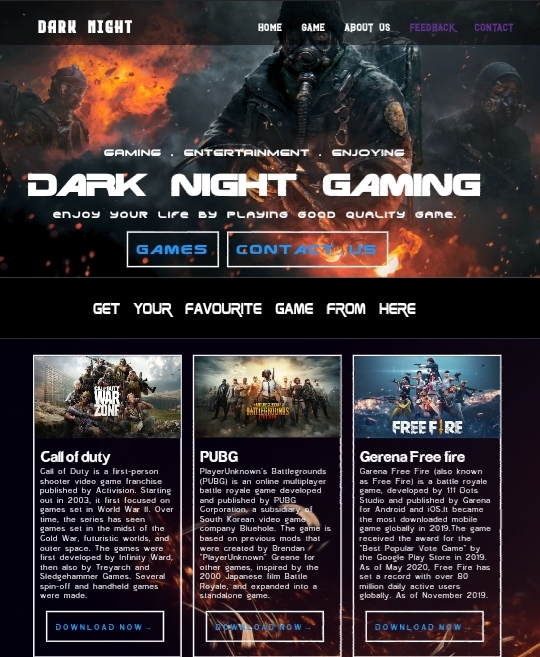 DARK NIGHT
HOME GAME ABOUT US FEEDBACK CONTACT
GAMING . ENTERTAINMENT . ENJOYING
DARK NIGHT GAMING
ENJOY YOUR LIFE BY PLAYING GOOD QUALITY GAME.
GAMES CONTACT US
GET YOUR FAVOURITE GAME FROM HERE
CALL OF DUTY
WAR
ZONE
BATTLEGROUNDS
FREE FIRE
Call of duty
Call of Duty is a first-person
shooter video game franchise
published by Activision. Starting
out in 2003, it first focused on
games set in World War II. Over
time, the series has seen
games set in the midst of the
Cold War, futuristic worlds, and
outer space. The games were
first developed by Infinity Ward,
then also by Treyarch and
Sledgehammer Games. Several
spin-off and handheld games
were made.
DOWNLOAD NOW→
PUBG
PlayerUnknown's Battlegrounds
(PUBG) is an online multiplayer
battle royale game developed
and published by PUBG
Corporation, a subsidiary of
South Korean video game
company Bluehole. The game is
based on previous mods that
were created by Brendan
"PlayerUnknown" Greene for
other games, inspired by the
2000 Japanese film Battle
Royale, and expanded into a
standalone game.
DOWNLOAD NOW→
Gerena Free fire
Garena Free Fire (also known
as Free Fire) is a battle royale
game, developed by 111 Dots
Studio and published by Garena
for Android and iOS.It became
the most downloaded mobile
game globally in 2019.The game
received the award for the
"Best Popular Vote Game" by
the Google Play Store in 2019.
As of May 2020, Free Fire has
set a record with over 80
million daily active users
globally. As of November 2019.
DOWNLOAD NOW→